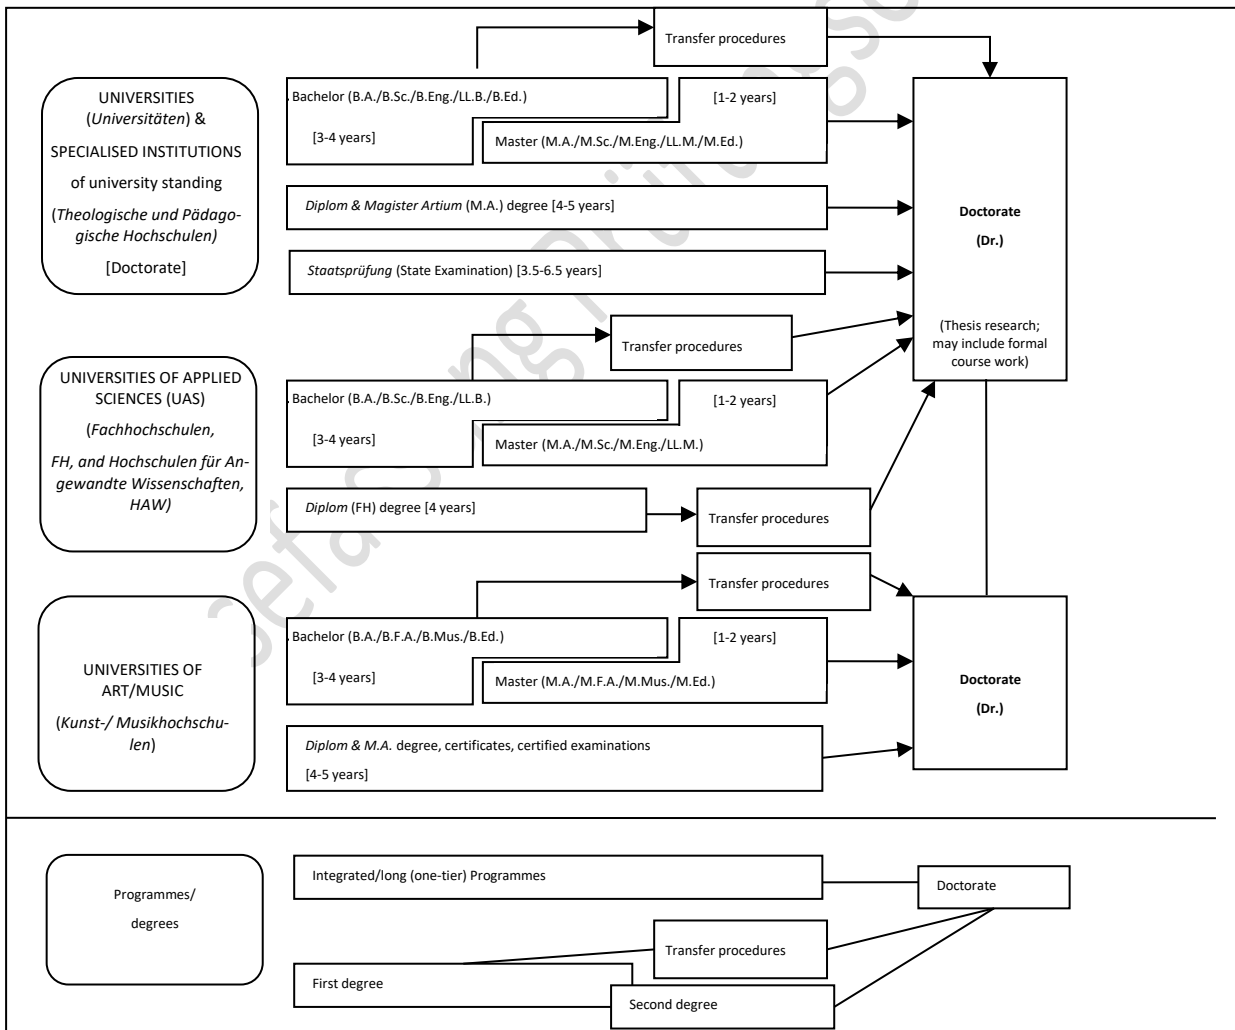 Transfer procedures
UNIVERSITIES
(Universitäten) &
SPECIALISED INSTITUTIONS
of university standing
(Theologische und Pädago-
gische Hochschulen)
[Doctorate]
Bachelor (B.A./B.Sc./B.Eng./LL.B./B.Ed.)
[3-4 years]
[1-2 years]
Master (M.A./M.Sc./M.Eng./LL.M./M.Ed.)
Diplom & Magister Artium (M.A.) degree [4-5 years]
Staatsprüfung (State Examination) [3.5-6.5 years]
Doctorate
(Dr.)
(Thesis research;
may include formal
course work)
Transfer procedures
UNIVERSITIES OF APPLIED
SCIENCES (UAS)
(Fachhochschulen,
FH, and Hochschulen für An-
gewandte Wissenschaften,
HAW)
Bachelor (B.A./B.Sc./B.Eng./LL.B.)
[3-4 years]
[1-2 years]
Master (M.A./M.Sc./M.Eng./LL.M.)
Diplom (FH) degree [4 years]
Transfer procedures
Transfer procedures
UNIVERSITIES OF
ART/MUSIC
(Kunst-/ Musikhochschu-
len)
Bachelor (B.A./B.F.A./B.Mus./B.Ed.)
[3-4 years]
[1-2 years]
Master (M.A./M.F.A./M.Mus./M.Ed.)
Diplom & M.A. degree, certificates, certified examinations
[4-5 years]
Doctorate
(Dr.)
Programmes/
degrees
Integrated/long (one-tier) Programmes
Doctorate
Transfer procedures
First degree
Second degree